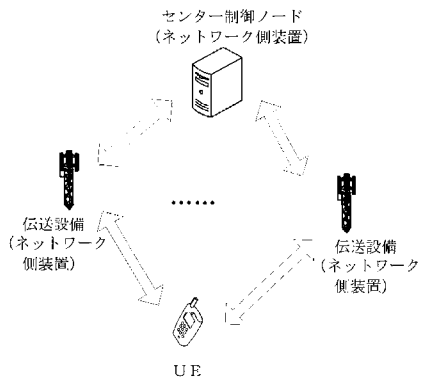 センター制御ノード
(ネットワーク側装置)
伝送設備
(ネットワーク
側装置)
......
伝送設備
(ネットワーク
側装置)
UE